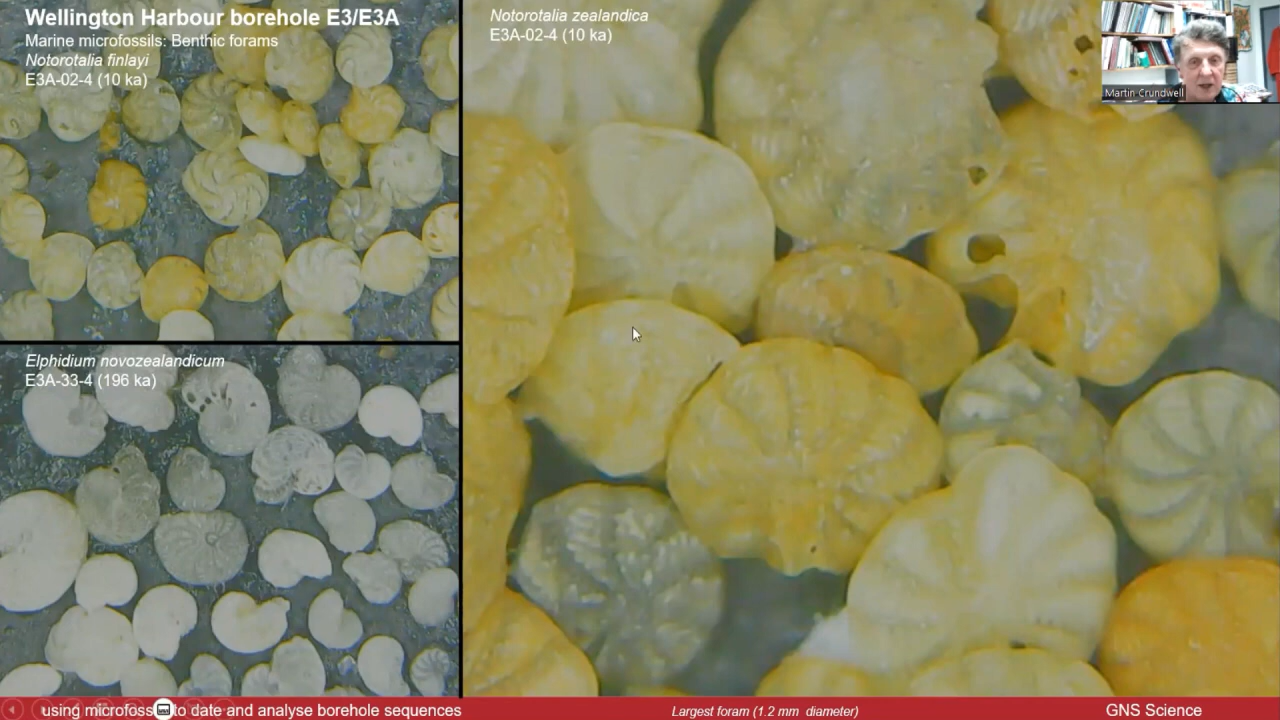 Wellington Harbour borehole E3/E3A
Marine microfossils: Benthic forams
Notorotalia finlayi
E3A-02-4 (10 ka)
Notorotalia zealandica
E3A-02-4 (10 ka)
Martin Crundwell
Elphidium novozealandicum
E3A-33-4 (196 ka)
using microfoss to date and analyse borehole sequences
Largest foram (1.2 mm diameter)
GNS Science